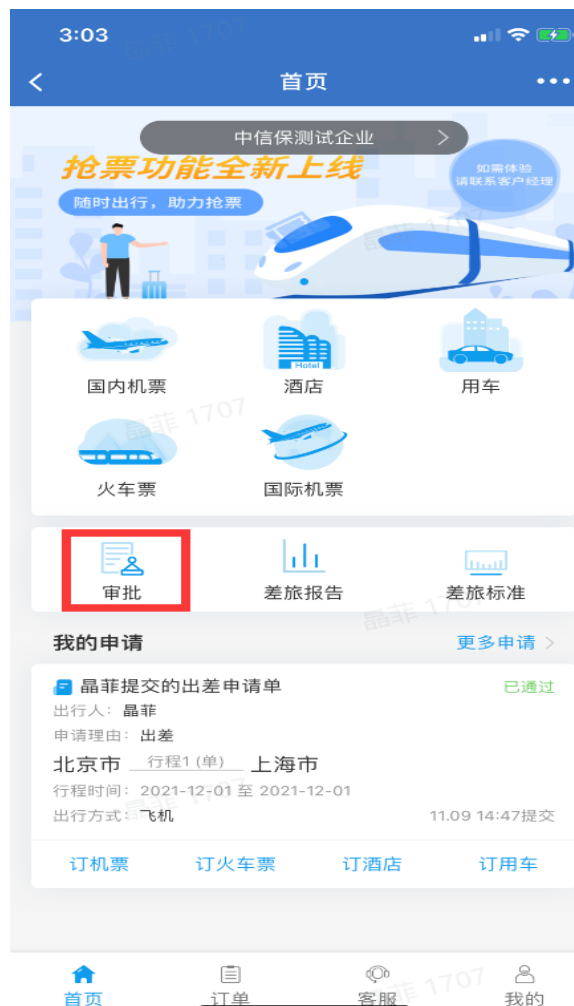 3:03
首页
中信保测试企业
抢票功能全新上线
如需体验
请联系客户经理
随时出行，助力抢票
Hotel
国内机票 酒店 用车
火车票 国际机票
审批 差旅报告 差旅标准
我的申请 更多申请
晶菲提交的出差申请单 已通过
出行人：晶菲
申请理由：出差
北京市 行程1 (单) 上海市
行程时间：2021-12-01 至 2021-12-01
出行方式：飞机 11.09 14:47提交
订机票 订火车票 订酒店 订用车
首页 订单 客服 我的
晶菲 1707